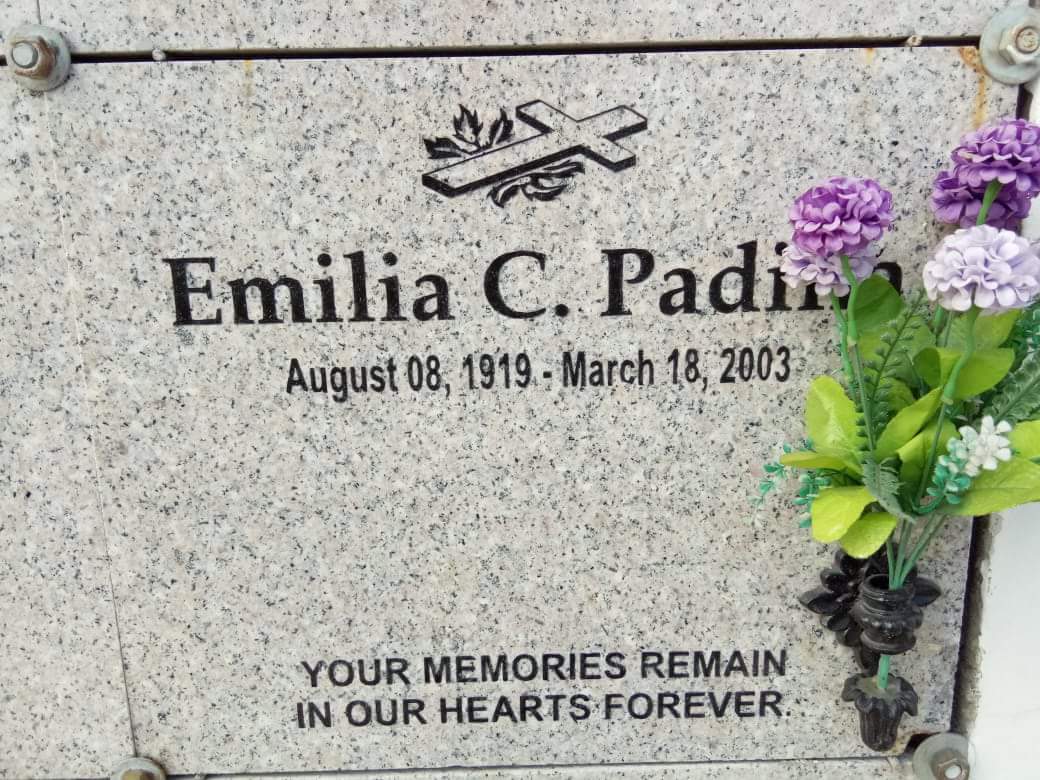 Emilia C.
August 08, 1919 - March 18, 2003
YOUR MEMORIES REMAIN
IN OUR HEARTS FOREVER.